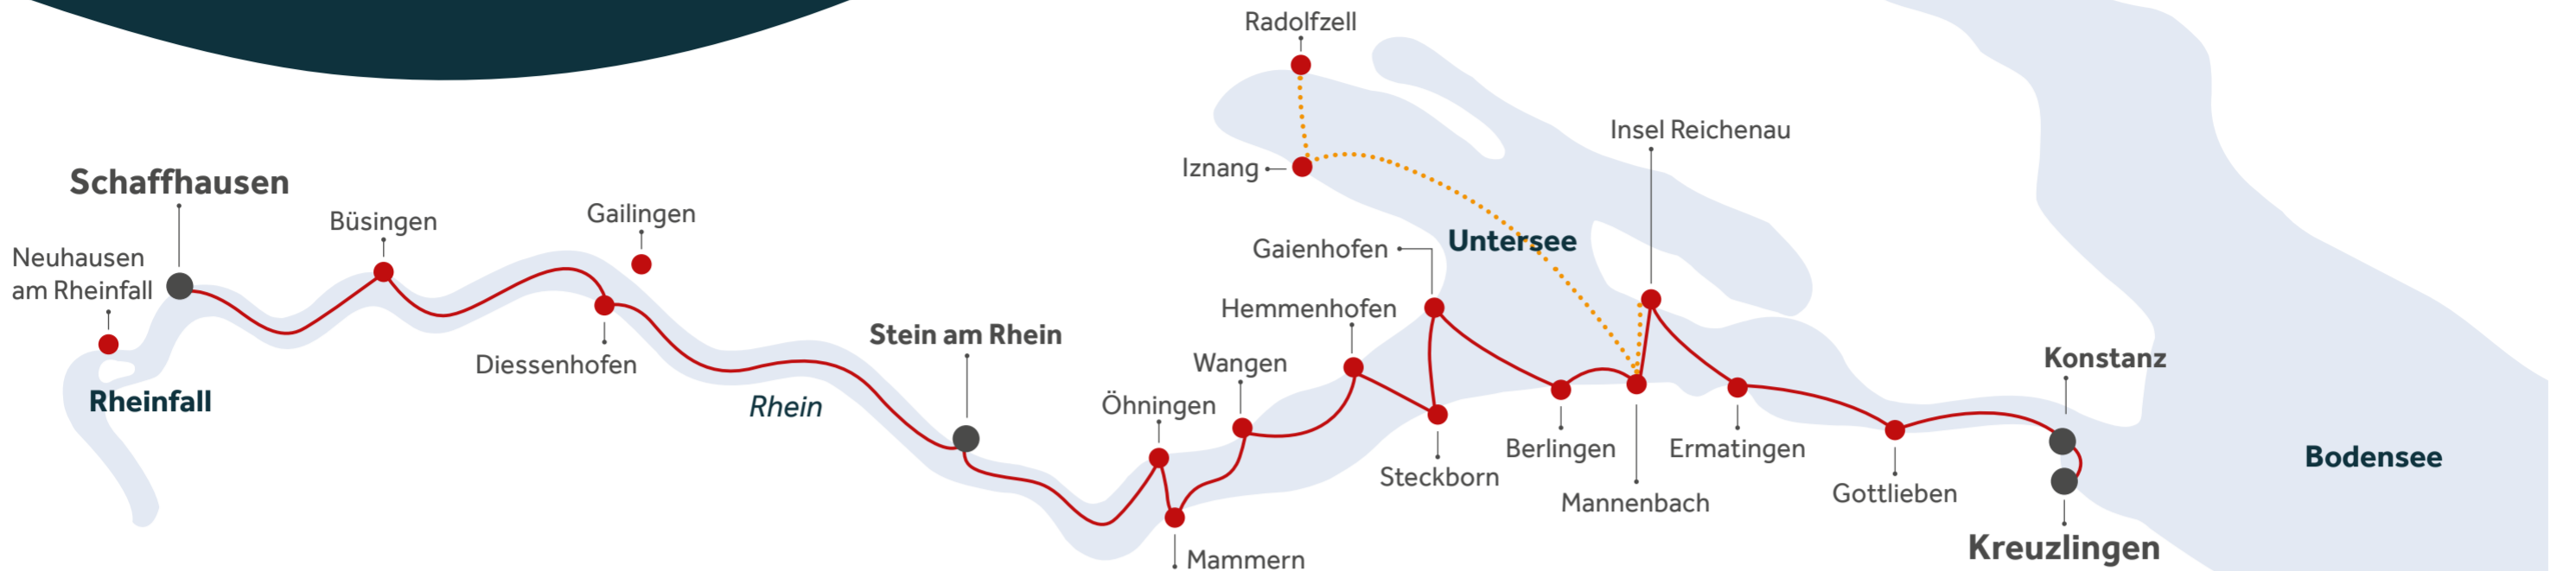 Radolfzell
Insel Reichenau
Iznang
Schaffhausen
Büsingen
Gailingen
Untersee
Gaienhofen
Neuhausen
am Rheinfall
Hemmenhofen
Stein am Rhein
Konstanz
Diessenhofen
Wangen
Rheinfall
Rhein
Öhningen
Berlingen
Ermatingen
Bodensee
Steckborn
Gottlieben
Mannenbach
Kreuzlingen
Mammern